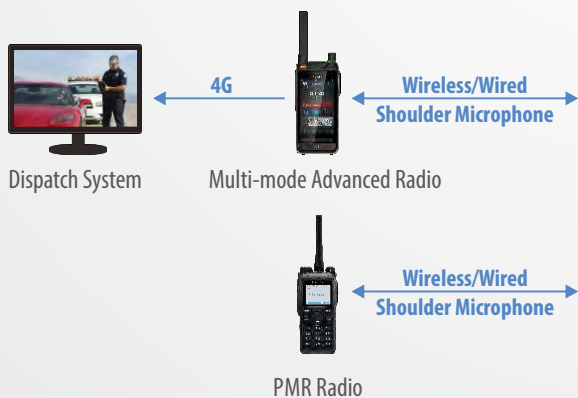 4G
Wireless/Wired
Shoulder Microphone
Dispatch System
Multi-mode Advanced Radio
Wireless/Wired
Shoulder Microphone
PMR Radio